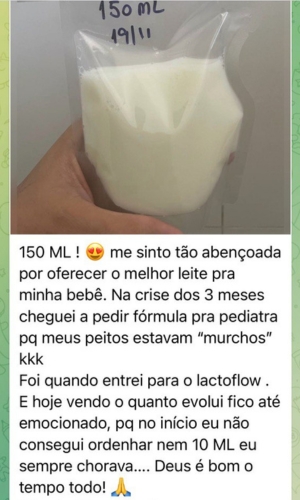 150 ML
19/11
150 ML ! 😍 me sinto tão abençoada
por oferecer o melhor leite pra
minha bebê. Na crise dos 3 meses
cheguei a pedir fórmula pra pediatra
pq meus peitos estavam “murchos”
kkk
Foi quando entrei para o lactoflow .
E hoje vendo o quanto evolui fico até
emocionado, pq no início eu não
consegui ordenhar nem 10 ML eu
sempre chorava.... Deus é bom o
tempo todo! 🙏